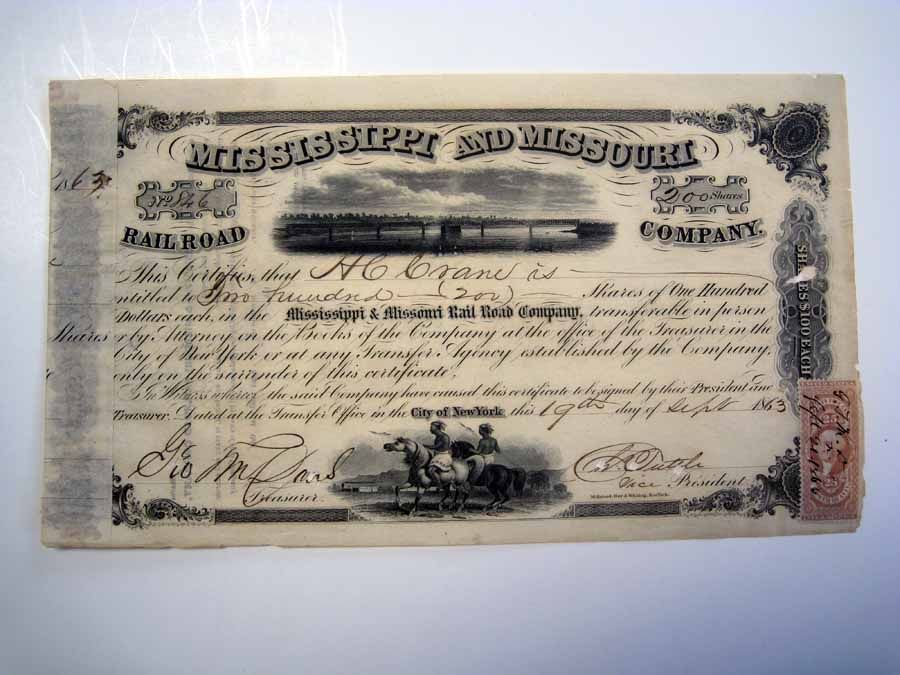 MISSISSIPPI AND MISSOURI
1863
No. 846
200 Shares
RAIL ROAD
COMPANY.
This Certifies, that H C Crane is
entitled to Two hundred (200) Shares of One Hundred
Dollars each, in the Mississippi & Missouri Rail Road Company, transferable in person
Shares
or by Attorney on the Books of the Company at the office of the Treasurer in the
City of New York or at any Transfer Agency established by the Company,
only on the surrender of this certificate,
In Witness whereof the said Company have caused this certificate to be signed by their President and
Treasurer. Dated at the Transfer Office in the City of New York this 19th day of Sept 1863
Treasurer.
C. Tuttle
Vice President
SHARES $100 EACH